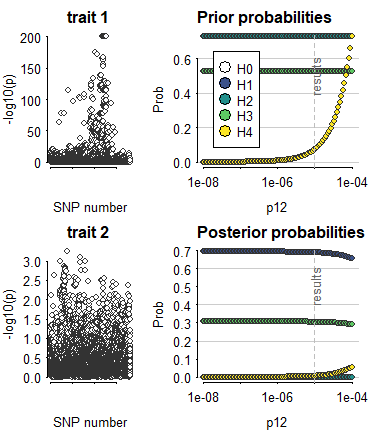 trait 1
-log10(p)
200
150
100
50
0
SNP number
Prior probabilities
Prob
0.6
0.4
0.2
0.0
H0
H1
H2
H3
H4
results
1e-08
1e-06
1e-04
p12
trait 2
-log10(p)
3.0
2.5
2.0
1.5
1.0
0.5
0.0
SNP number
Posterior probabilities
Prob
0.7
0.6
0.5
0.4
0.3
0.2
0.1
0.0
results
1e-08
1e-06
1e-04
p12